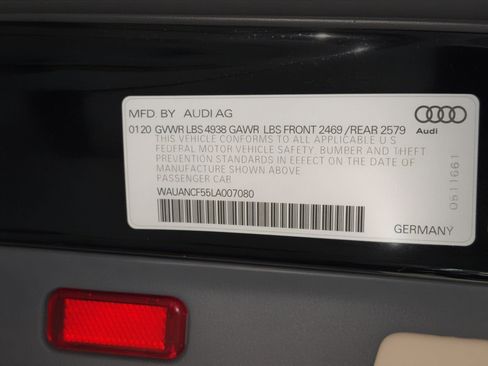 MFD. BY AUDI AG
01 20 GVWR LBS 4938 GAWR LBS FRONT 2469 / REAR 2579
THIS VEHICLE CONFORMS TO ALL APPLICABLE U S
FEDERAL MOTOR VEHICLE SAFETY, BUMPER AND THEFT
PREVENTION STANDARDS IN EFFECT ON THE DATE OF
MANUFACTURE SHOWN ABOVE
PASSENGER CAR
WAUANCF55LA007080
GERMANY
Audi
0511661